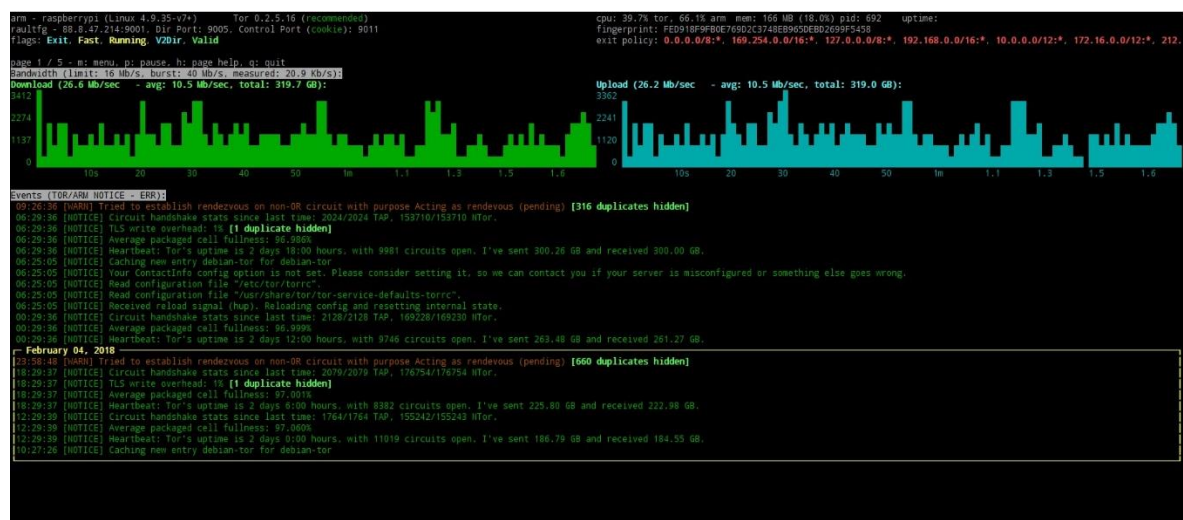 arm - raspberrypi (Linux 4.9.35-v7+) Tor 0.2.5.16 (recommended) cpu: 39.7% tor, 66.1% arm mem: 166 MB (18.0%) pid: 692 uptime:
raultfg - 88.8.47.214:9001, Dir Port: 9005, Control Port (cookie): 9011 fingerprint: FED918F9FB0E769D2C3748EB965DEBD2699F5458
flags: Exit, Fast, Running, V2Dir, Valid exit policy: 0.0.0.0/8:*, 169.254.0.0/16:*, 127.0.0.0/8:*, 192.168.0.0/16:*, 10.0.0.0/12:*, 172.16.0.0/12:*, 212.
page 1 / 5 - m: menu, p: pause, h: page help, q: quit
Bandwidth (limit: 16 Mb/s, burst: 40 Mb/s, measured: 20.9 Kb/s):
Download (26.6 Mb/sec - avg: 10.5 Mb/sec, total: 319.7 GB): Upload (26.2 Mb/sec - avg: 10.5 Mb/sec, total: 319.0 GB):
3412 3362
2274 2241
1137 1120
0 0
10s 20 30 40 50 1m 1.1 1.3 1.5 1.6 10s 20 30 40 50 1m 1.1 1.3 1.5 1.6
Events (TOR/ARM NOTICE - ERR):
09:26:36 [WARN] Tried to establish rendezvous on non-OR circuit with purpose Acting as rendevous (pending) [316 duplicates hidden]
06:29:36 [NOTICE] Circuit handshake stats since last time: 2024/2024 TAP, 153710/153710 NTor.
06:29:36 [NOTICE] TLS write overhead: 1% [1 duplicate hidden]
06:29:36 [NOTICE] Average packaged cell fullness: 96.986%
06:29:36 [NOTICE] Heartbeat: Tor's uptime is 2 days 18:00 hours, with 9981 circuits open. I've sent 300.26 GB and received 300.00 GB.
06:25:05 [NOTICE] Caching new entry debian-tor for debian-tor
06:25:05 [NOTICE] Your ContactInfo config option is not set. Please consider setting it, so we can contact you if your server is misconfigured or something else goes wrong.
06:25:05 [NOTICE] Read configuration file "/etc/tor/torrc".
06:25:05 [NOTICE] Read configuration file "/usr/share/tor/tor-service-defaults-torrc".
06:25:05 [NOTICE] Received reload signal (hup). Reloading config and resetting internal state.
00:29:36 [NOTICE] Circuit handshake stats since last time: 2128/2128 TAP, 169228/169230 NTor.
00:29:36 [NOTICE] Average packaged cell fullness: 96.999%
00:29:36 [NOTICE] Heartbeat: Tor's uptime is 2 days 12:00 hours, with 9746 circuits open. I've sent 263.48 GB and received 261.27 GB.
February 04, 2018
23:58:48 [WARN] Tried to establish rendezvous on non-OR circuit with purpose Acting as rendevous (pending) [660 duplicates hidden]
18:29:37 [NOTICE] Circuit handshake stats since last time: 2079/2079 TAP, 176754/176754 NTor.
18:29:37 [NOTICE] TLS write overhead: 1% [1 duplicate hidden]
18:29:37 [NOTICE] Average packaged cell fullness: 97.001%
18:29:37 [NOTICE] Heartbeat: Tor's uptime is 2 days 6:00 hours, with 8382 circuits open. I've sent 225.80 GB and received 222.98 GB.
12:29:39 [NOTICE] Circuit handshake stats since last time: 1764/1764 TAP, 155242/155243 NTor.
12:29:39 [NOTICE] Average packaged cell fullness: 97.060%
12:29:39 [NOTICE] Heartbeat: Tor's uptime is 2 days 0:00 hours, with 11019 circuits open. I've sent 186.79 GB and received 184.55 GB.
10:27:26 [NOTICE] Caching new entry debian-tor for debian-tor